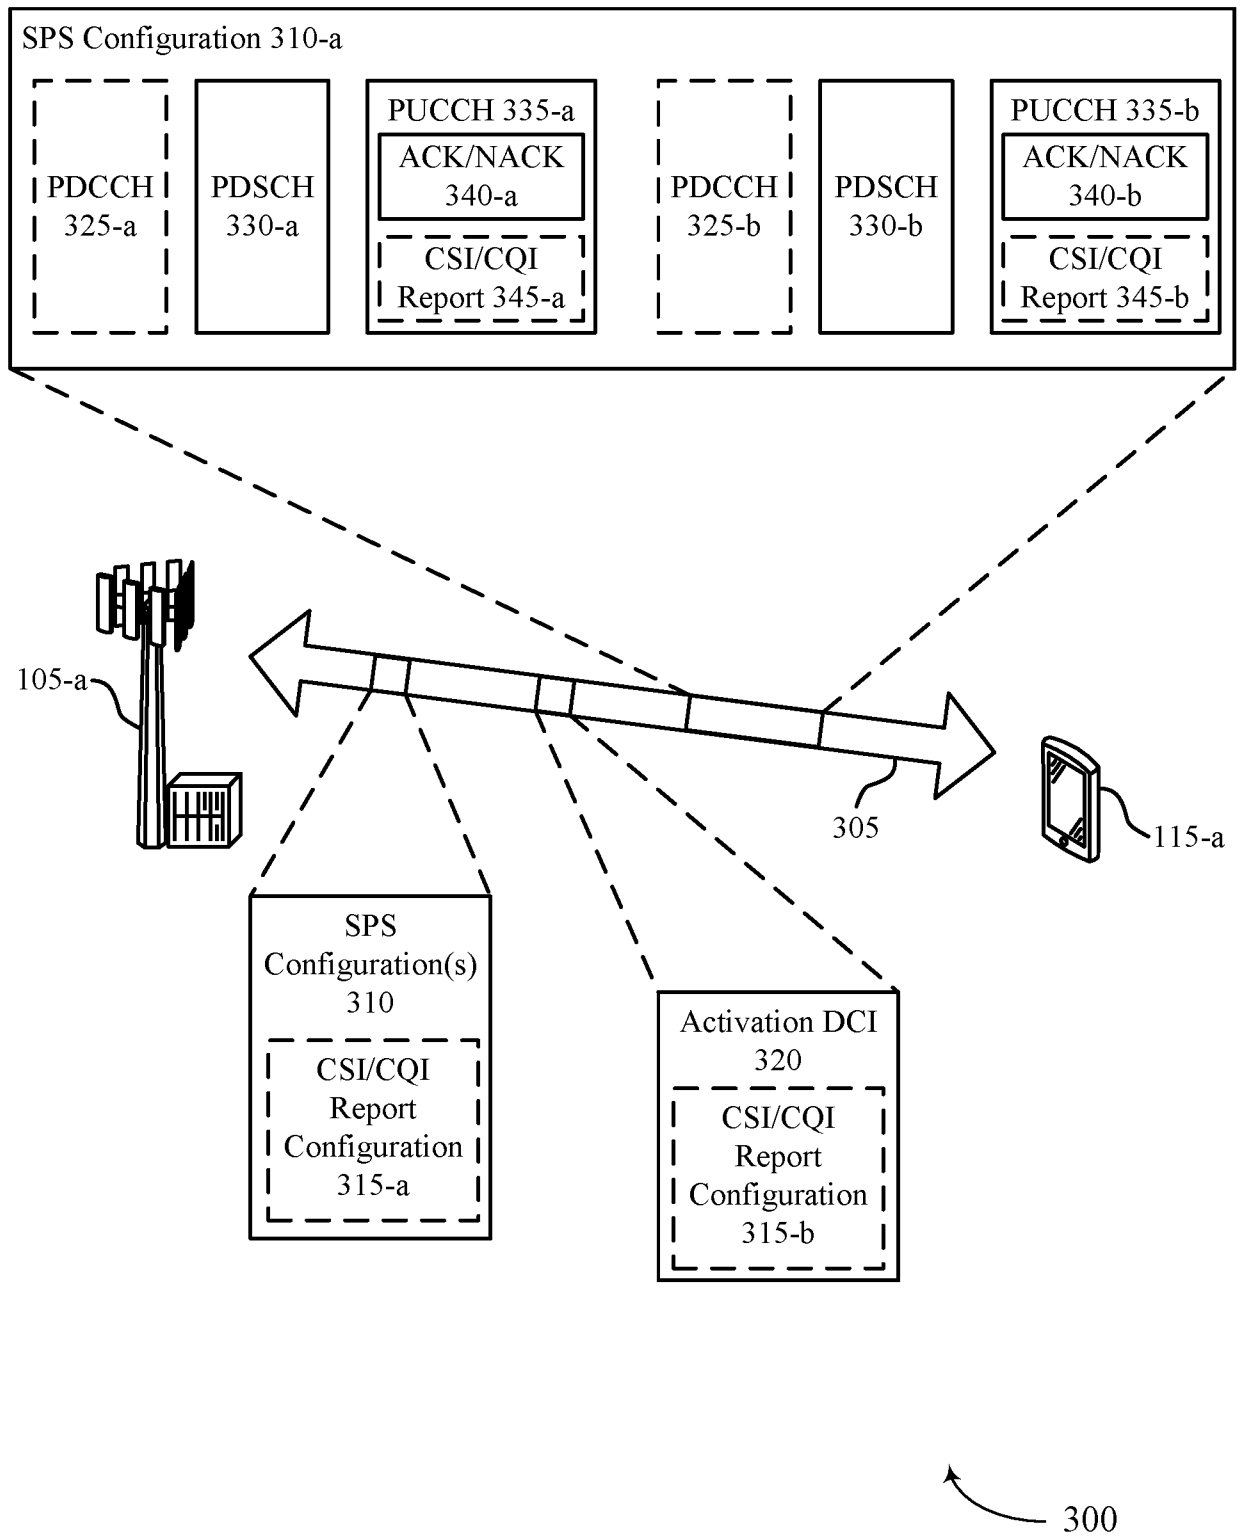 SPS Configuration 310-a
PDCCH
325-a
PDSCH
330-a
PUCCH 335-a
ACK/NACK
340-a
CSI/CQI
Report 345-a
PDCCH
325-b
PDSCH
330-b
PUCCH 335-b
ACK/NACK
340-b
CSI/CQI
Report 345-b
105-a
305
115-a
SPS
Configuration(s)
310
CSI/CQI
Report
Configuration
315-a
Activation DCI
320
CSI/CQI
Report
Configuration
315-b
300